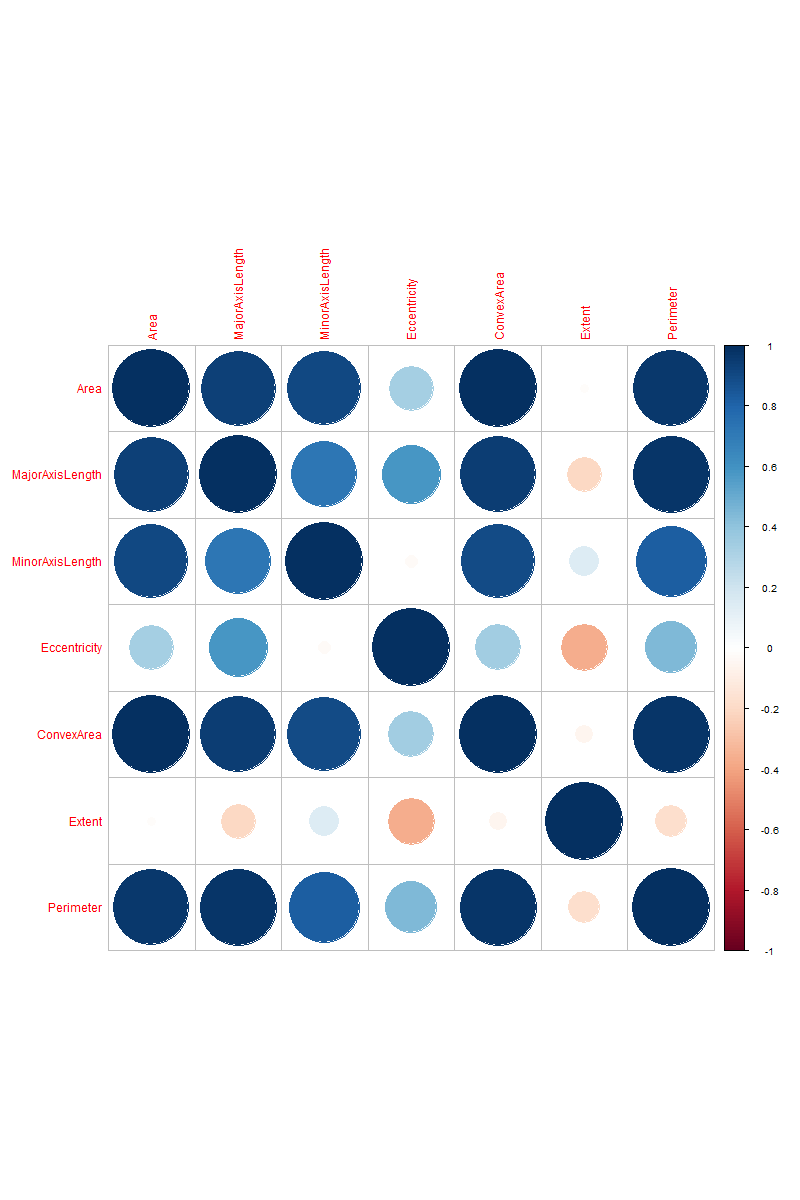 Area
MajorAxisLength
MinorAxisLength
Eccentricity
ConvexArea
Extent
Perimeter
Area
MajorAxisLength
MinorAxisLength
Eccentricity
ConvexArea
Extent
Perimeter
1
0.8
0.6
0.4
0.2
0
-0.2
-0.4
-0.6
-0.8
-1